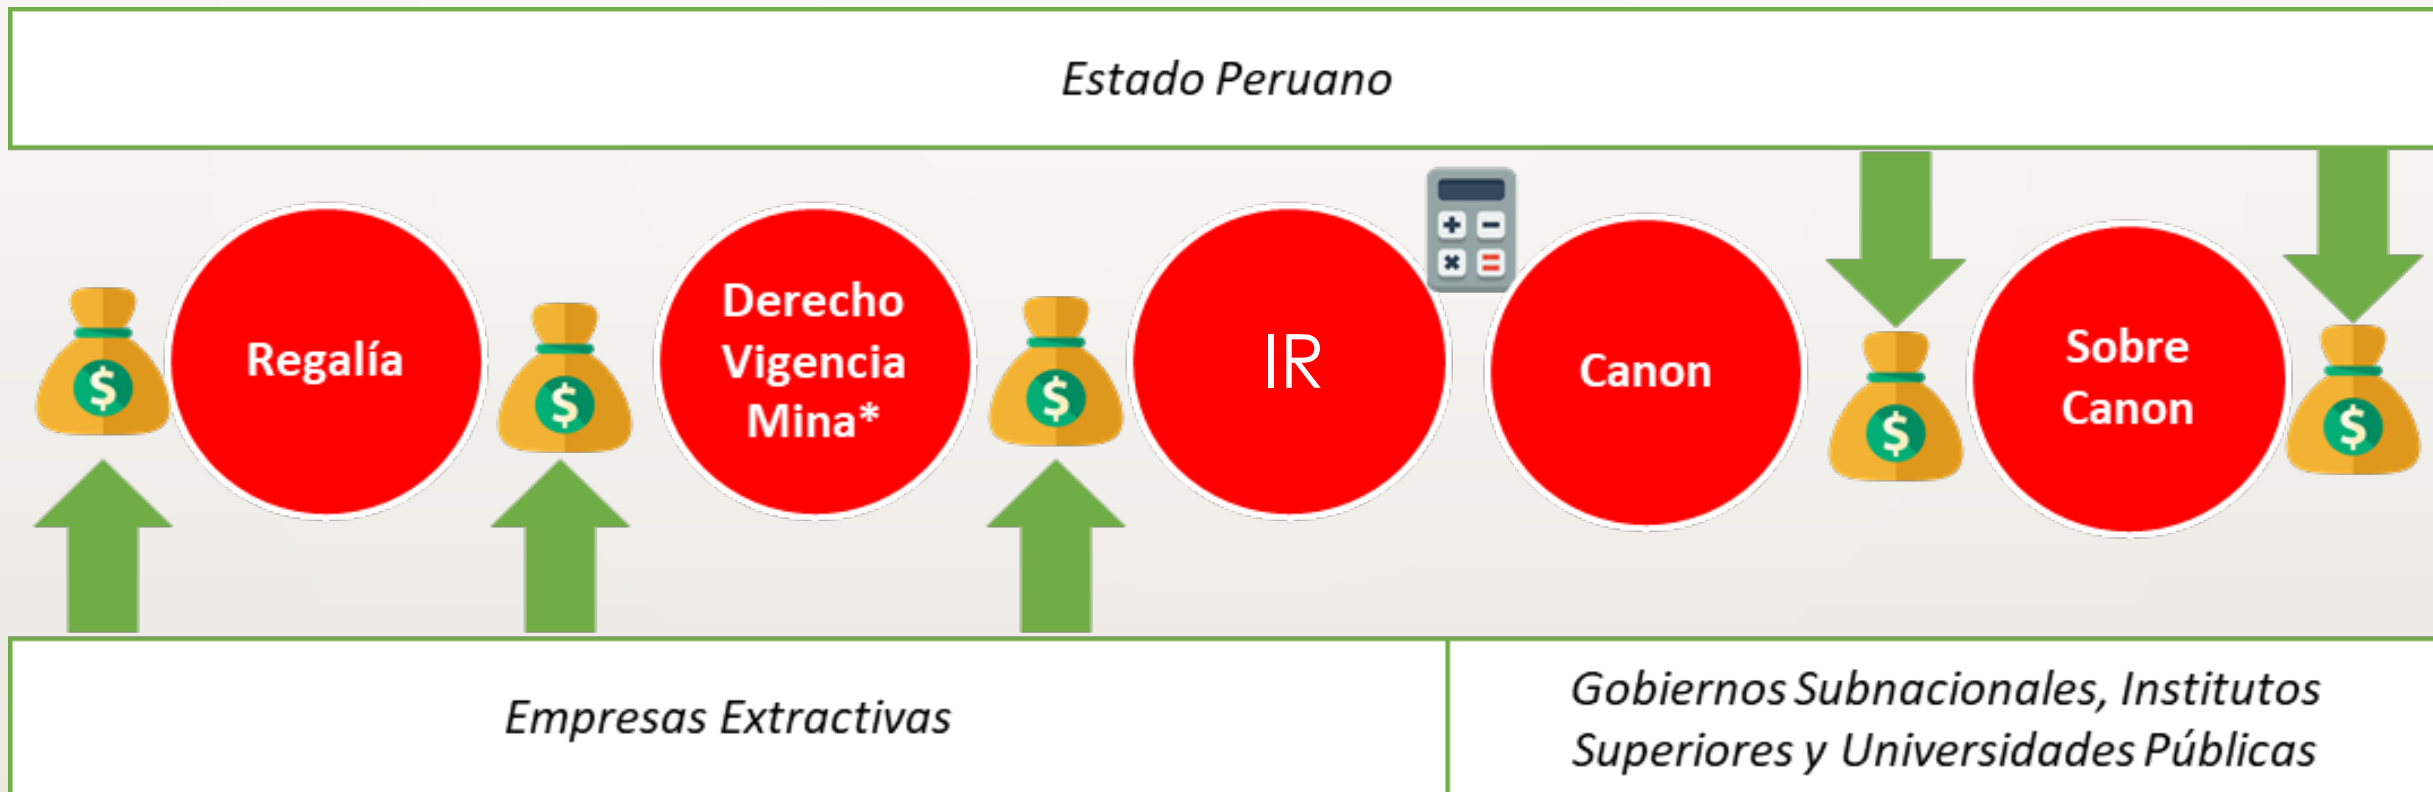 Estado Peruano
Regalía
Derecho
Vigencia
Mina*
IR
Canon
Sobre
Canon
$
$
$
$
$
Empresas Extractivas
Gobiernos Subnacionales, Institutos
Superiores y Universidades Públicas